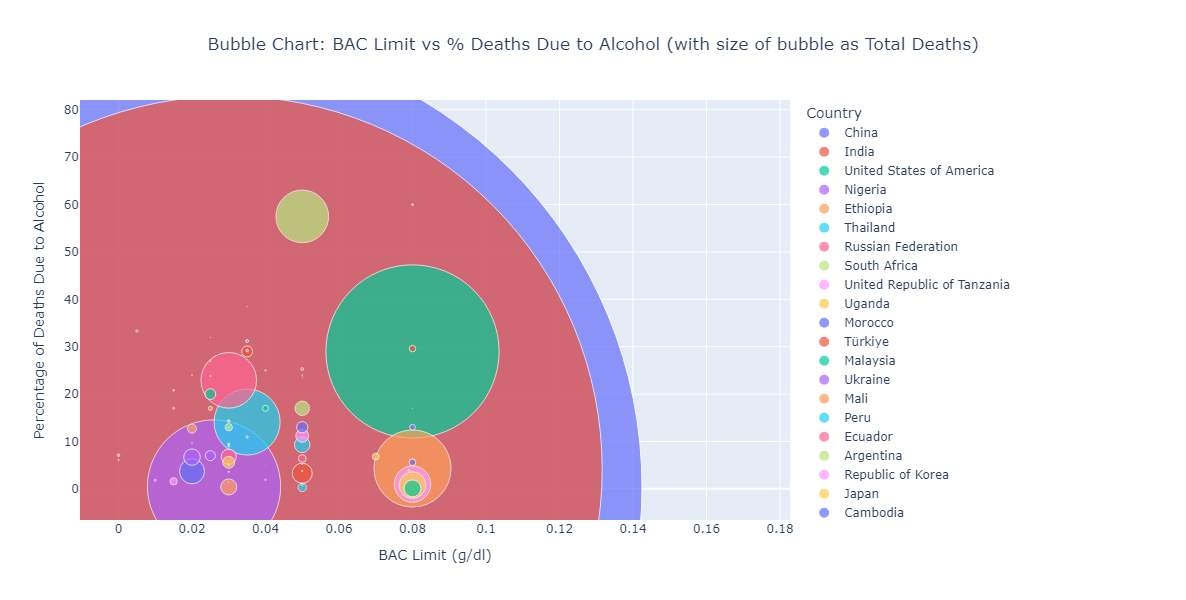 Bubble Chart: BAC Limit vs % Deaths Due to Alcohol (with size of bubble as Total Deaths)
Percentage of Deaths Due to Alcohol
80
70
60
50
40
30
20
10
0
0
0.02
0.04
0.06
0.08
0.1
0.12
0.14
0.16
0.18
BAC Limit (g/dl)
Country
China
India
United States of America
Nigeria
Ethiopia
Thailand
Russian Federation
South Africa
United Republic of Tanzania
Uganda
Morocco
Türkiye
Malaysia
Ukraine
Mali
Peru
Ecuador
Argentina
Republic of Korea
Japan
Cambodia